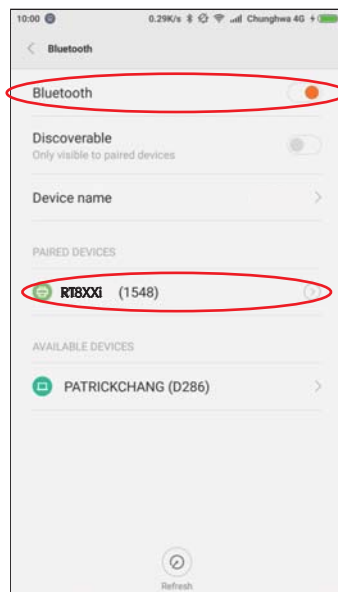 10:00 0.29K/s Chunghwa 4G
Bluetooth
Bluetooth
Discoverable
Only visible to paired devices
Device name
PAIRED DEVICES
RT8XXi (1548)
AVAILABLE DEVICES
PATRICKCHANG (D286)
Refresh